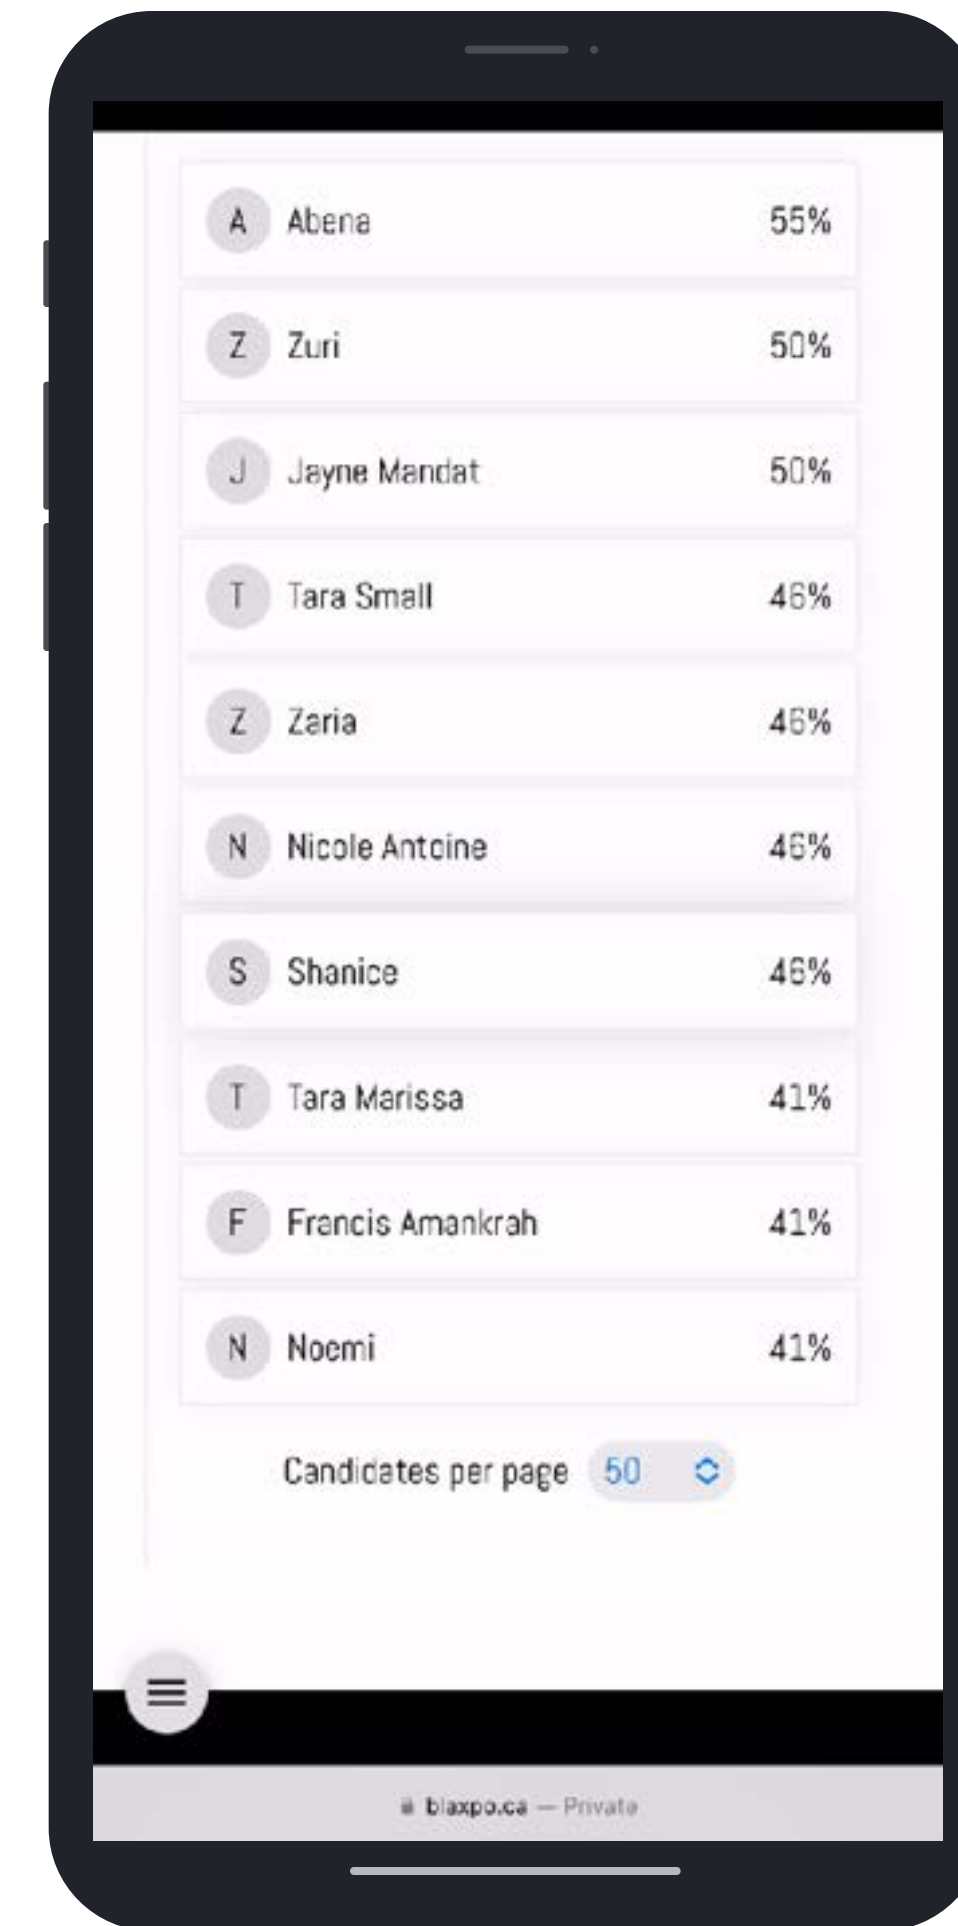 A Abena 55%
Z Zuri 50%
J Jayne Mandat 50%
T Tara Small 46%
Z Zaria 46%
N Nicole Antoine 46%
S Shanice 46%
T Tara Marissa 41%
F Francis Amankrah 41%
N Noemi 41%
Candidates per page 50
blaxpo.ca — Private